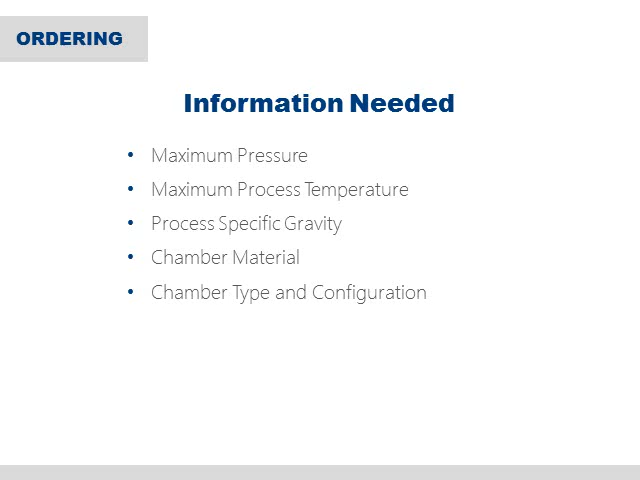 ORDERING
Information Needed
• Maximum Pressure
• Maximum Process Temperature
• Process Specific Gravity
• Chamber Material
• Chamber Type and Configuration